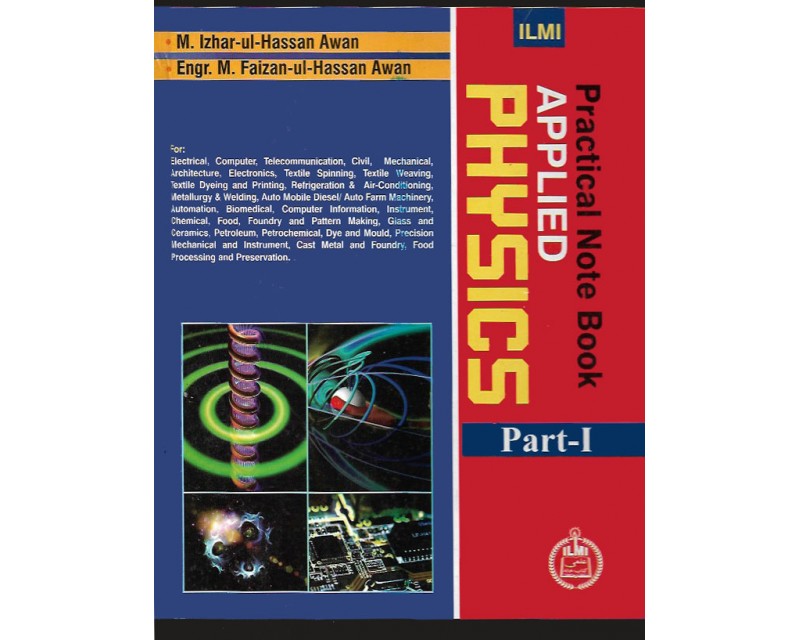 ILMI
• M. Izhar-ul-Hassan Awan
• Engr. M. Faizan-ul-Hassan Awan
Practical Note Book
APPLIED
PHYSICS
Part-I
For:
Electrical, Computer, Telecommunication, Civil, Mechanical,
Architecture, Electronics, Textile Spinning, Textile Weaving,
Textile Dyeing and Printing, Refrigeration & Air-Conditioning,
Metallurgy & Welding, Auto Mobile Diesel/ Auto Farm Machinery,
Automation, Biomedical, Computer Information, Instrument,
Chemical, Food, Foundry and Pattern Making, Glass and
Ceramics, Petroleum, Petrochemical, Dye and Mould, Precision
Mechanical and Instrument, Cast Metal and Foundry, Food
Processing and Preservation.
ILMI